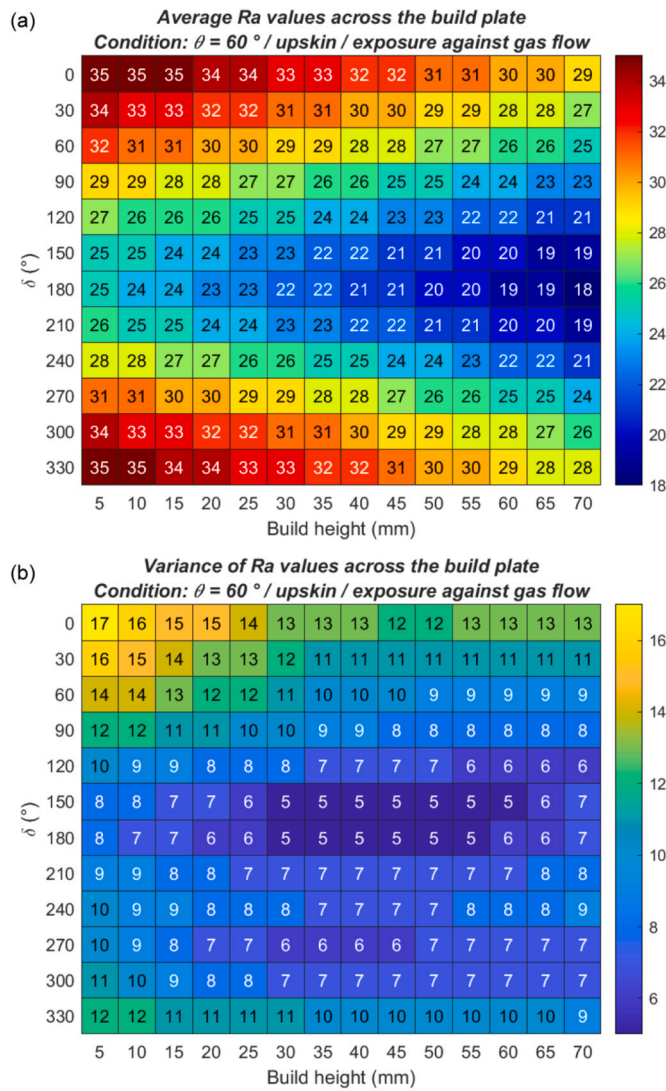 (a)
Average Ra values across the build plate
Condition: θ = 60 ° / upskin / exposure against gas flow
0 35 35 35 34 34 33 33 32 32 31 31 30 30 29
30 34 33 33 32 32 31 31 30 30 29 29 28 28 27
60 32 31 31 30 30 29 29 28 28 27 27 26 26 25
90 29 29 28 28 27 27 26 26 25 25 24 24 23 23
120 27 26 26 26 25 25 24 24 23 23 22 22 21 21
150 25 25 24 24 23 23 22 22 21 21 20 20 19 19
180 25 24 24 23 23 22 22 21 21 20 20 19 19 18
210 26 25 25 24 24 23 23 22 22 21 21 20 20 19
240 28 28 27 27 26 26 25 25 24 24 23 22 22 21
270 31 31 30 30 29 29 28 28 27 26 26 25 25 24
300 34 33 33 32 32 31 31 30 29 29 28 28 27 26
330 35 35 34 34 33 33 32 32 31 30 30 29 28 28
δ (°)
5 10 15 20 25 30 35 40 45 50 55 60 65 70
Build height (mm)
34
32
30
28
26
24
22
20
18
(b)
Variance of Ra values across the build plate
Condition: θ = 60 ° / upskin / exposure against gas flow
0 17 16 15 15 14 13 13 13 12 12 13 13 13 13
30 16 15 14 13 13 12 11 11 11 11 11 11 11 11
60 14 14 13 12 12 11 10 10 10 9 9 9 9 9
90 12 12 11 11 10 10 9 9 8 8 8 8 8 8
120 10 9 9 8 8 8 7 7 7 7 6 6 6 6
150 8 8 7 7 6 5 5 5 5 5 5 5 6 7
180 8 7 7 6 6 5 5 5 5 5 5 6 6 7
210 9 9 8 8 7 7 7 7 7 7 7 7 8 8
240 10 9 9 8 8 8 7 7 7 7 8 8 8 9
270 10 9 8 7 7 6 6 6 6 7 7 7 7 7
300 11 10 9 8 8 7 7 7 7 7 7 7 7 7
330 12 12 11 11 11 11 10 10 10 10 10 10 10 9
δ (°)
5 10 15 20 25 30 35 40 45 50 55 60 65 70
Build height (mm)
16
14
12
10
8
6